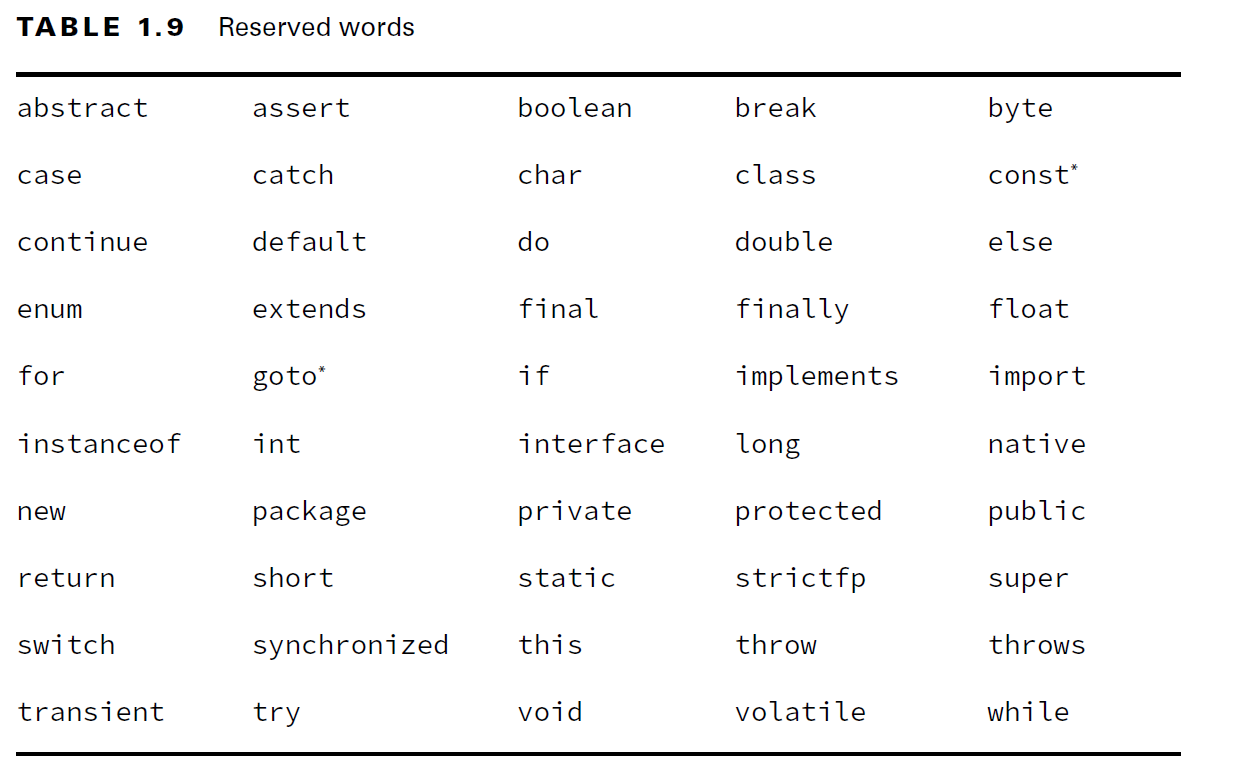 TABLE 1.9 Reserved words
abstract assert boolean break byte
case catch char class const*
continue default do double else
enum extends final finally float
for goto* if implements import
instanceof int interface long native
new package private protected public
return short static strictfp super
switch synchronized this throw throws
transient try void volatile while